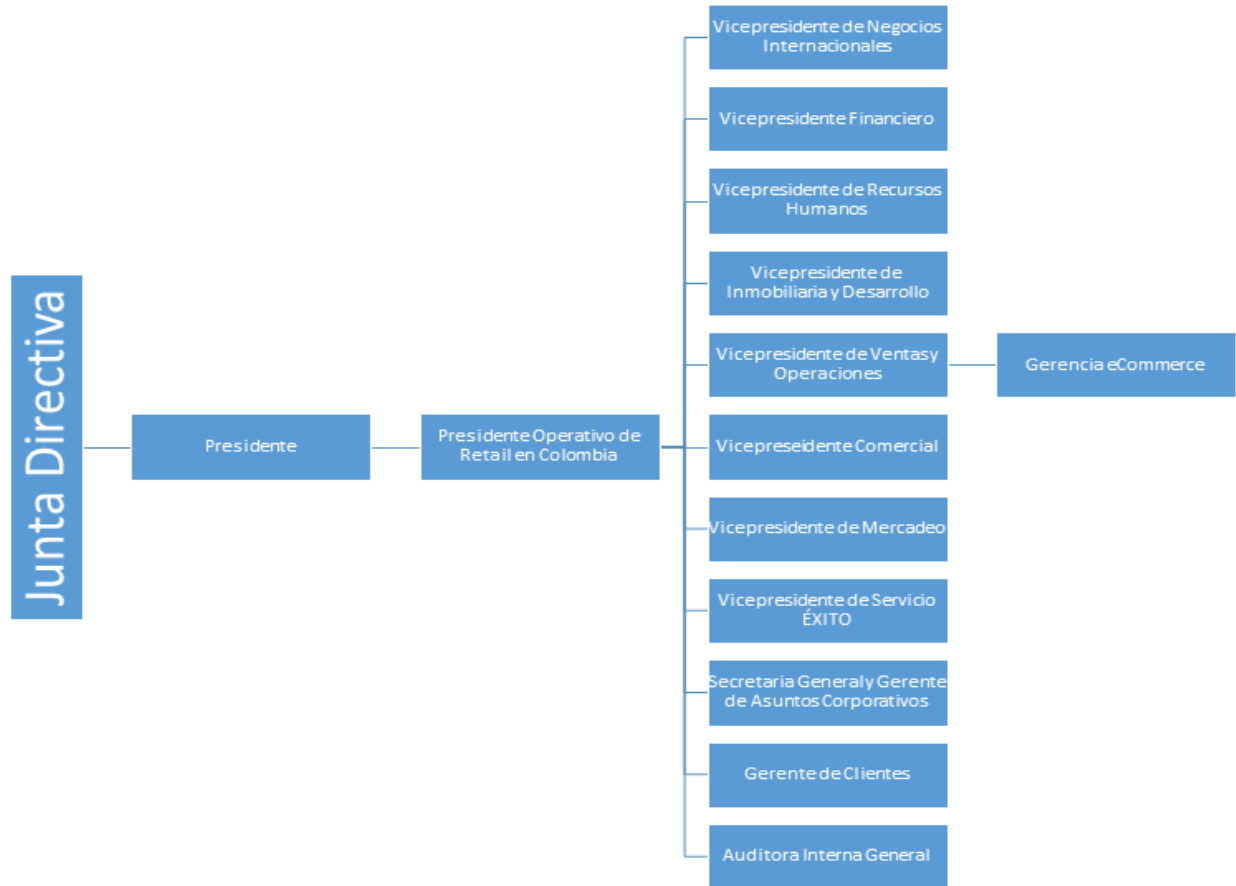 Junta Directiva
Presidente
Presidente Operativo de
Retail en Colombia
Vicepresidente de Negocios
Internacionales
Vicepresidente Financiero
Vicepresidente de Recursos
Humanos
Vicepresidente de
Inmobiliaria y Desarrollo
Vicepresidente de Ventas y
Operaciones
Gerencia eCommerce
Vicepreseidente Comercial
Vicepresidente de Mercadeo
Vicepresidente de Servicio
ÉXITO
Secretaria General y Gerente
de Asuntos Corporativos
Gerente de Clientes
Auditora Interna General